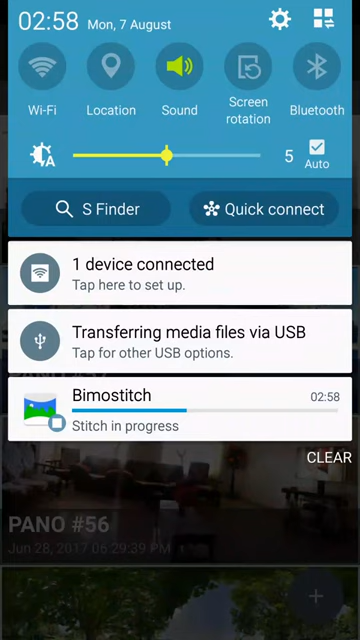 02:58 Mon, 7 August
Wi-Fi
Location
Sound
Screen
rotation
Bluetooth
A
5
Auto
S Finder
Quick connect
1 device connected
Tap here to set up.
Transferring media files via USB
Tap for other USB options.
Bimostitch 02:58
Stitch in progress
CLEAR
PANO #56
Jun 28, 2017 06:29:39 PM